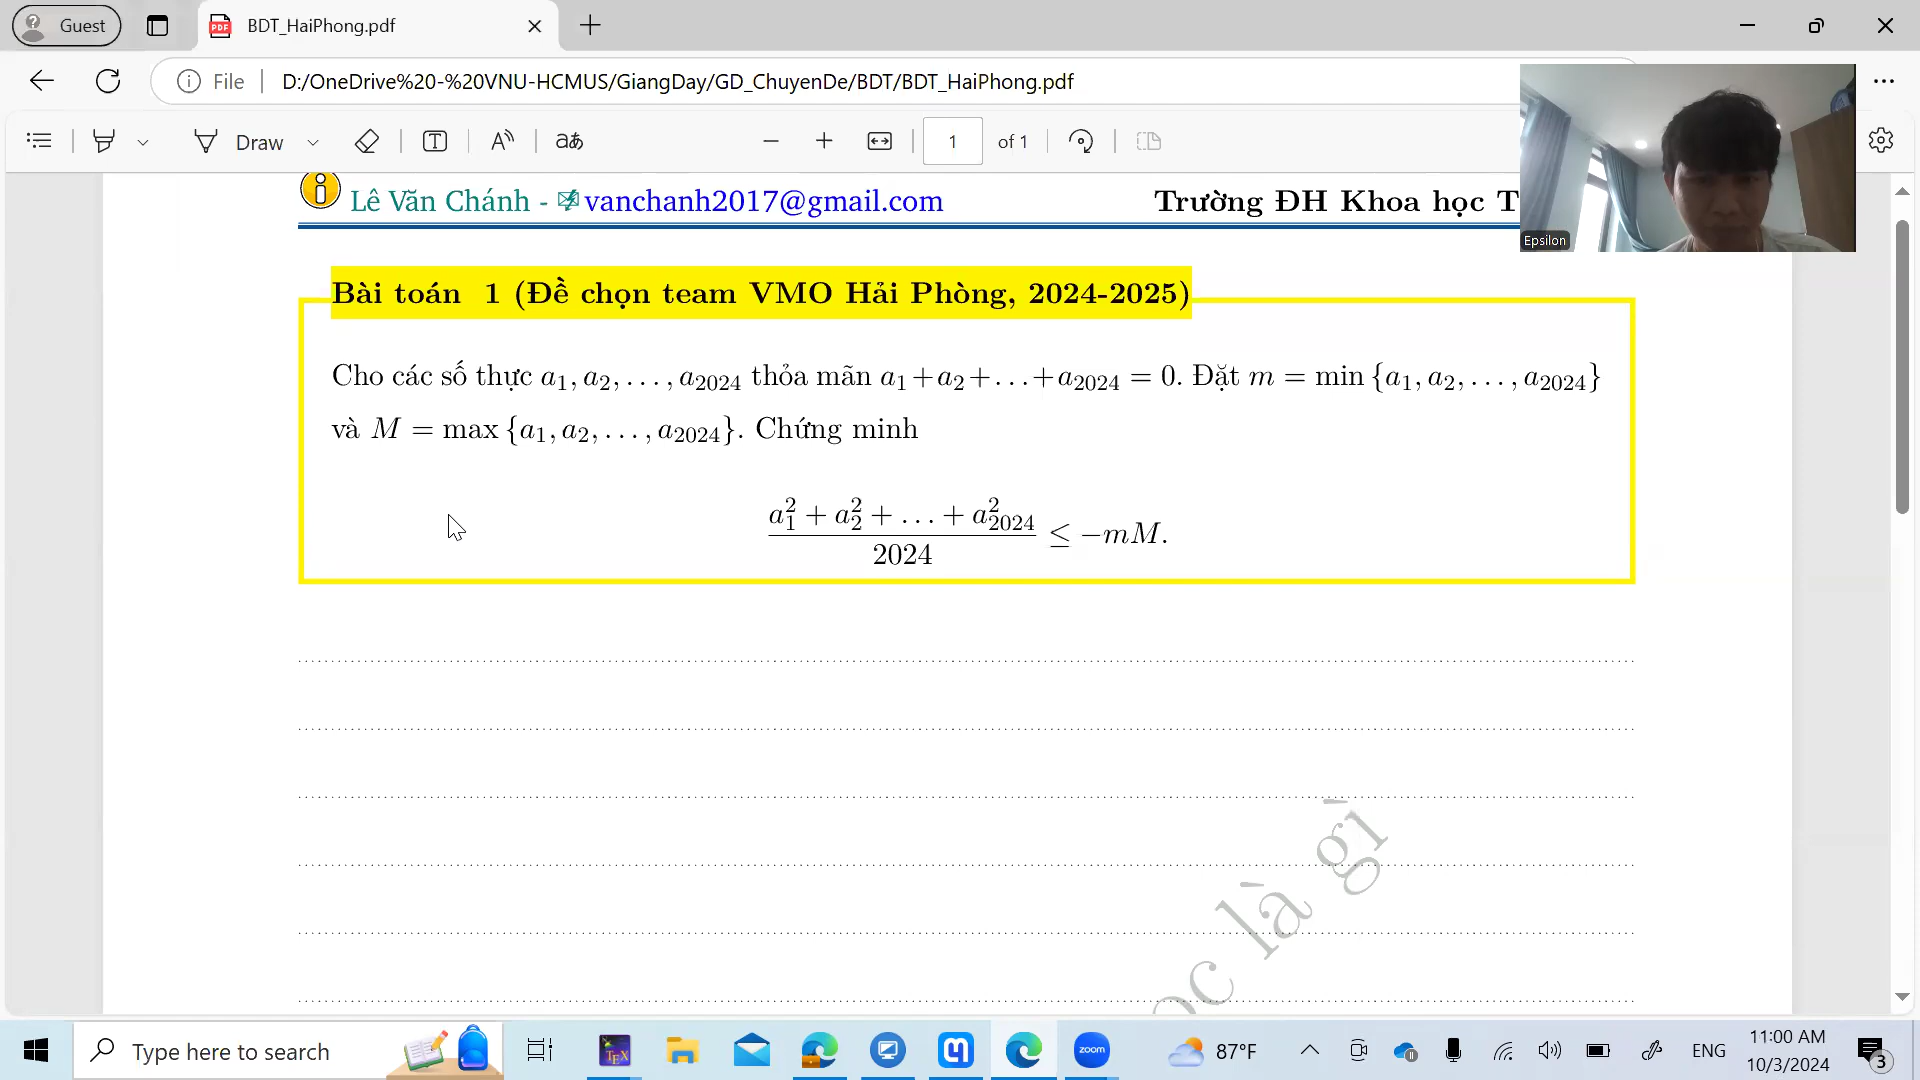 Guest
BDT_HaiPhong.pdf
File
D:/OneDrive%20-%20VNU-HCMUS/GiangDay/GD_ChuyenDe/BDT/BDT_HaiPhong.pdf
Draw
1 of 1
Lê Văn Chánh - vanchanh2017@gmail.com Trường ĐH Khoa học T
Epsilon
Bài toán 1 (Đề chọn team VMO Hải Phòng, 2024-2025)
Cho các số thực a₁, a₂, …, a₂₀₂₄ thỏa mãn a₁ + a₂ + … + a₂₀₂₄ = 0. Đặt m = min {a₁, a₂, …, a₂₀₂₄}
và M = max {a₁, a₂, …, a₂₀₂₄}. Chứng minh
a₁² + a₂² + … + a₂₀₂₄²
≤ −mM.
2024
là gì
Type here to search
TEX
zoom
87°F
ENG
11:00 AM
10/3/2024
3